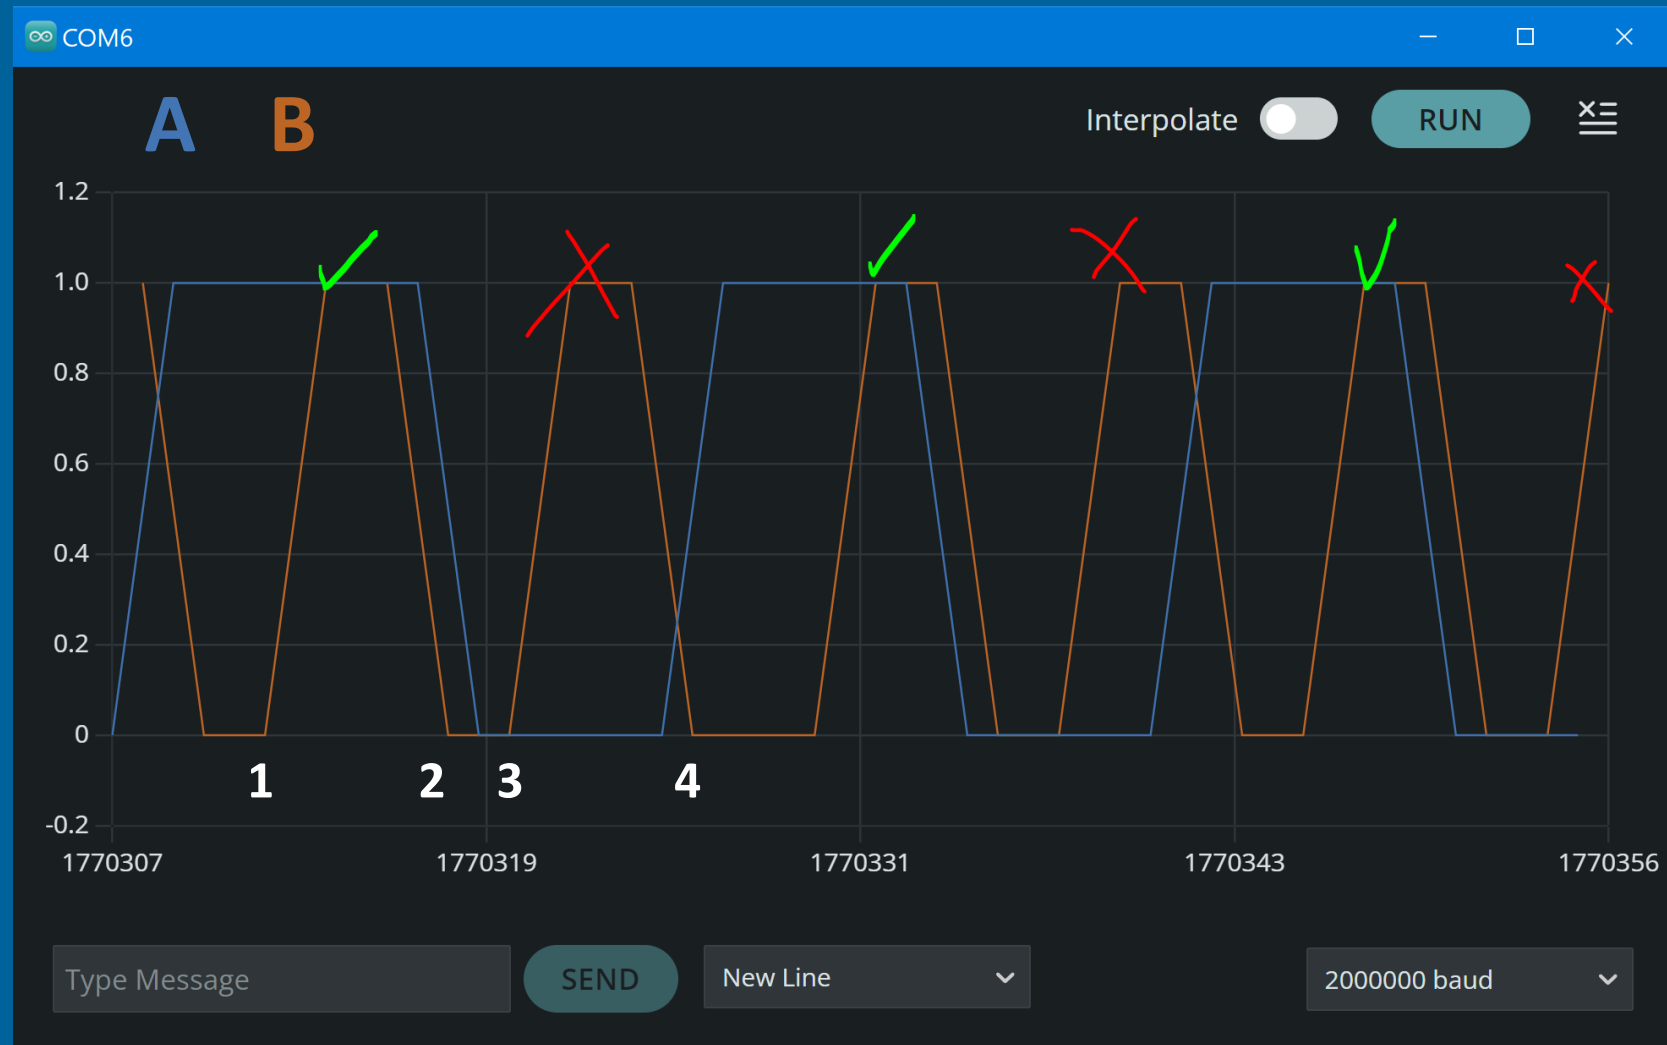 COM6
A B
Interpolate RUN
1.2
1.0
0.8
0.6
0.4
0.2
0
1 2 3 4
-0.2
1770307 1770319 1770331 1770343 1770356
Type Message SEND New Line 2000000 baud